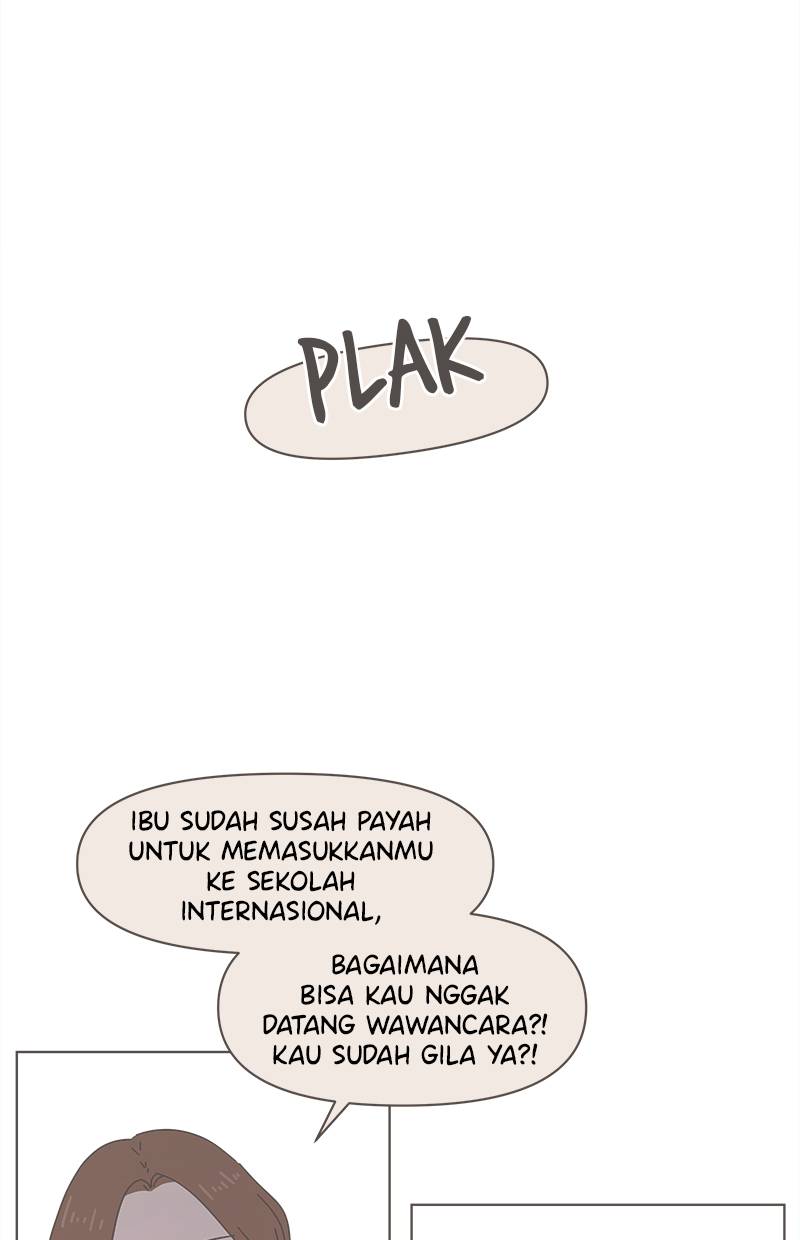 PLAK
IBU SUDAH SUSAH PAYAH
UNTUK MEMASUKKANMU
KE SEKOLAH
INTERNASIONAL,
BAGAIMANA
BISA KAU NGGAK
DATANG WAWANCARA?!
KAU SUDAH GILA YA?!